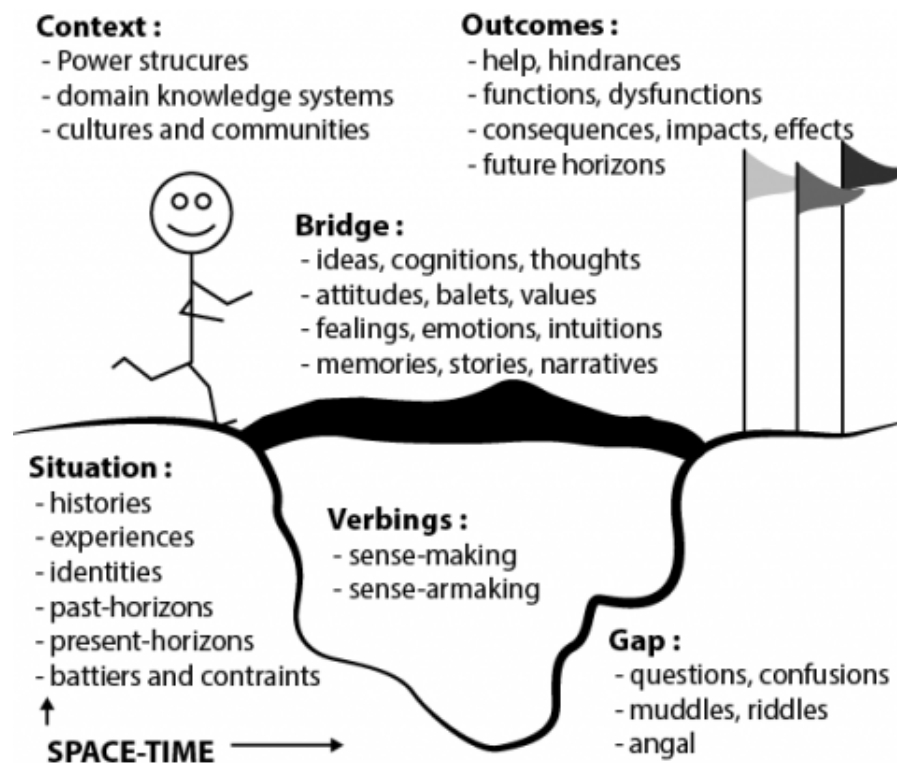 Context :
- Power strucures
- domain knowledge systems
- cultures and communities
Outcomes :
- help, hindrances
- functions, dysfunctions
- consequences, impacts, effects
- future horizons
Bridge :
- ideas, cognitions, thoughts
- attitudes, balets, values
- fealings, emotions, intuitions
- memories, stories, narratives
Situation :
- histories
- experiences
- identities
- past-horizons
- present-horizons
- battiers and contraints
Verbings :
- sense-making
- sense-armaking
Gap :
- questions, confusions
- muddles, riddles
- angal
SPACE-TIME